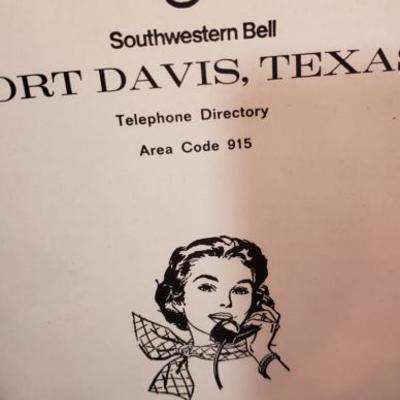 Southwestern Bell
ORT DAVIS, TEXAS
Telephone Directory
Area Code 915